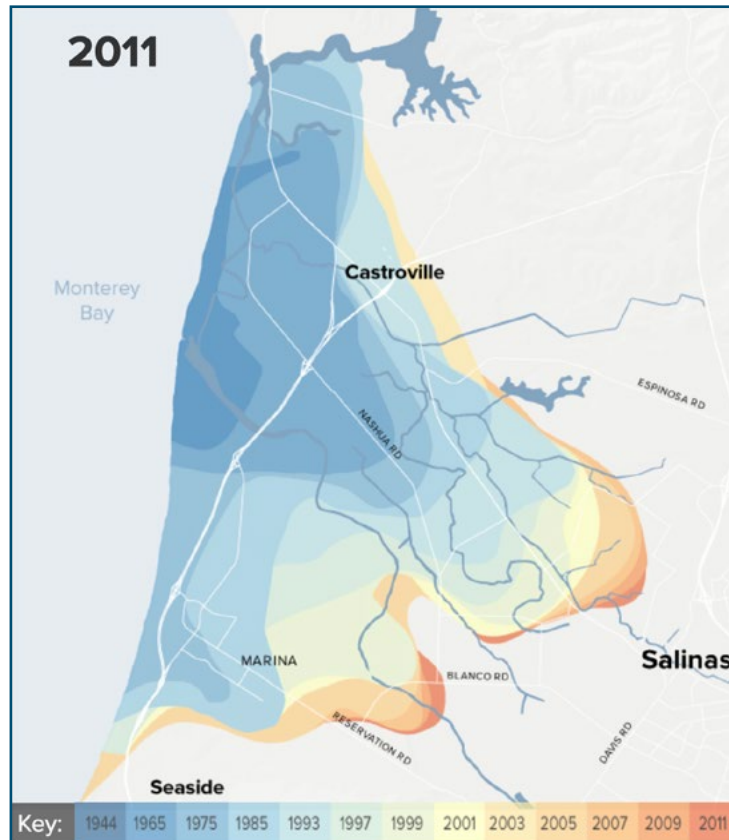 2011
Castroville
Monterey
Bay
ESPINOSA RD
NASHUA RD
MARINA
Salinas
BLANCO RD
RESERVATION RD
DAVIS RD
Seaside
Key: 1944 1965 1975 1985 1993 1997 1999 2001 2003 2005 2007 2009 2011